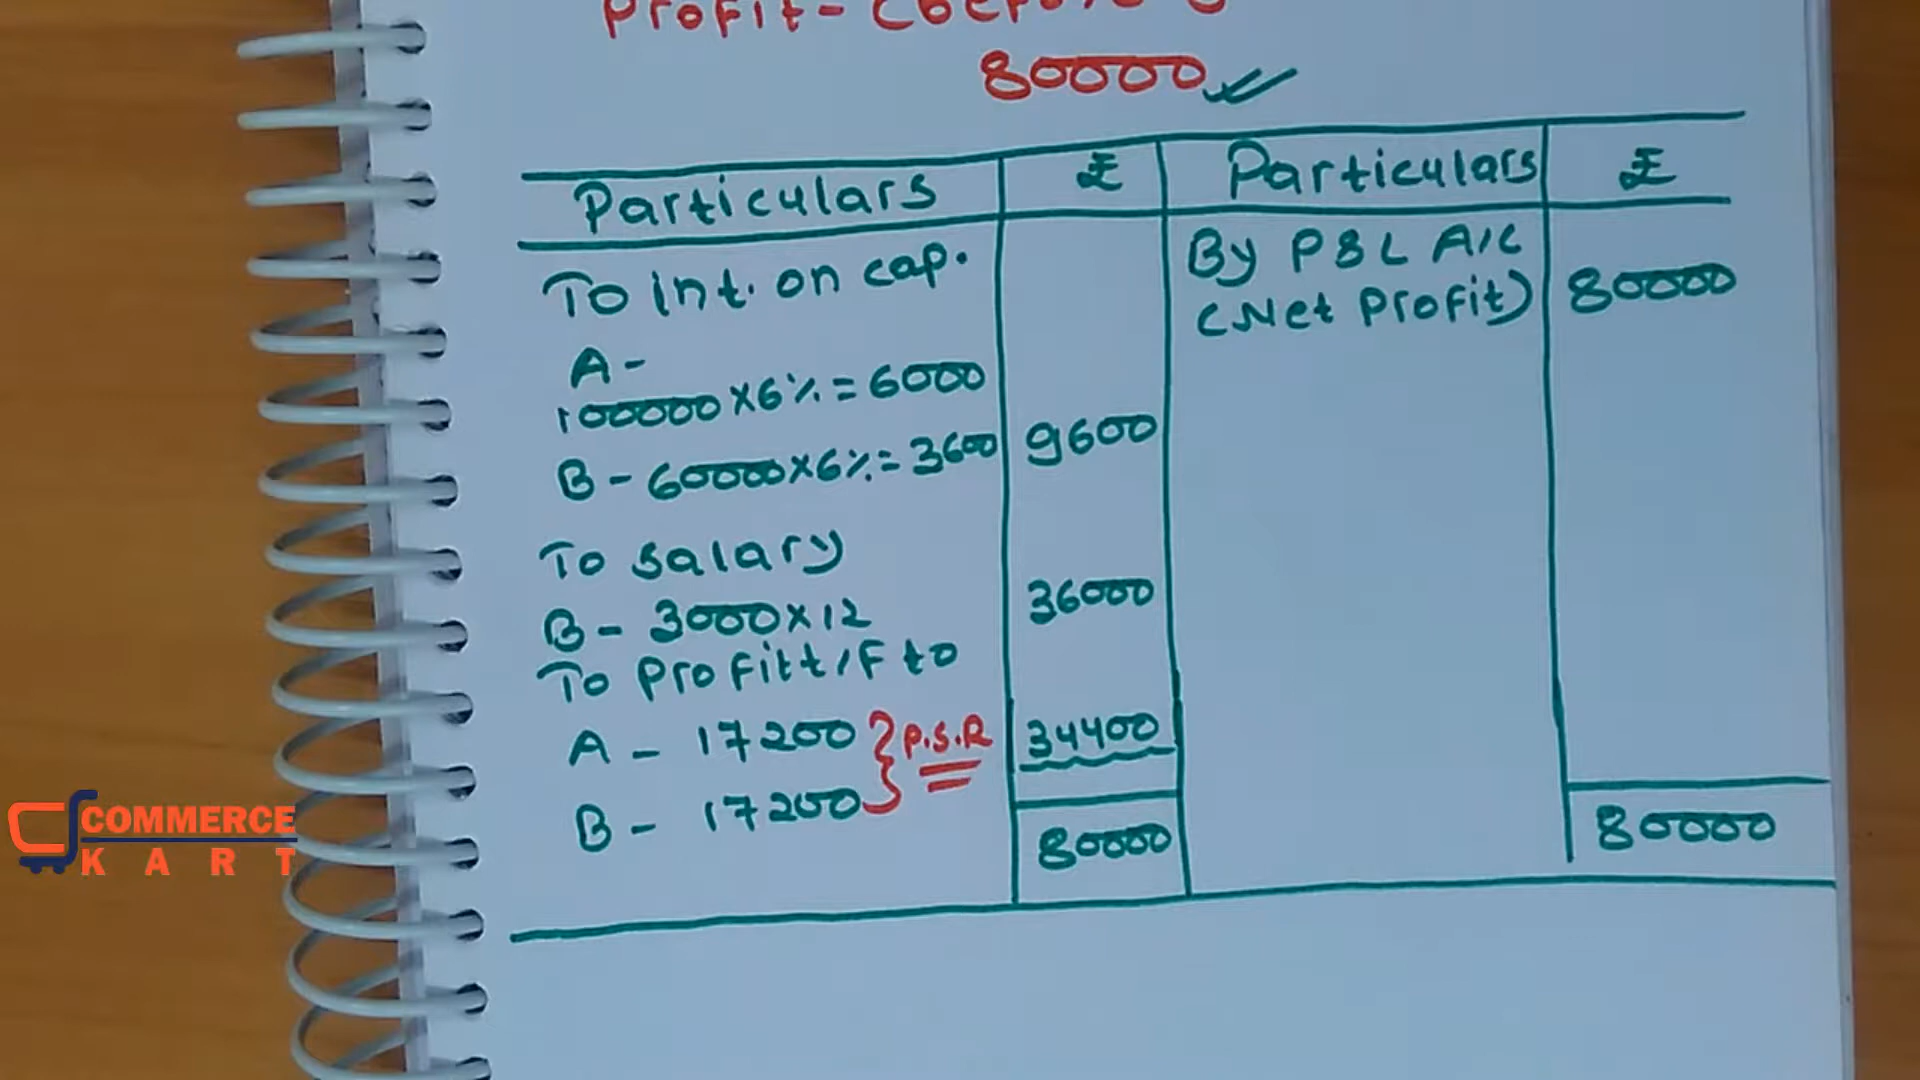 Profit-
80000
Particulars ₹ Particulars ₹
To Int. on cap. By P&L A/C
(Net Profit) 80000
A-
100000×6%=6000
B-60000×6%=3600 9600
To salary
B-3000×12 36000
To Profitt/F to
A-17200 P.S.R 34400
B-17200
80000 80000
COMMERCE
KART